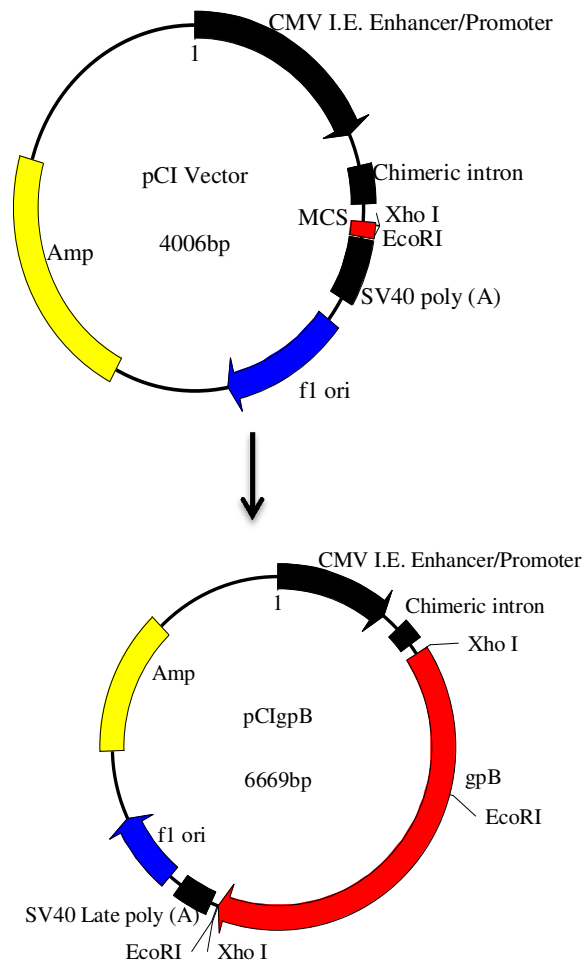 CMV I.E. Enhancer/Promoter
1
pCI Vector
4006bp
Chimeric intron
MCS
Xho I
EcoRI
Amp
SV40 poly (A)
f1 ori
CMV I.E. Enhancer/Promoter
1
Chimeric intron
Xho I
Amp
pCIgpB
6669bp
gpB
EcoRI
f1 ori
SV40 Late poly (A)
EcoRI
Xho I